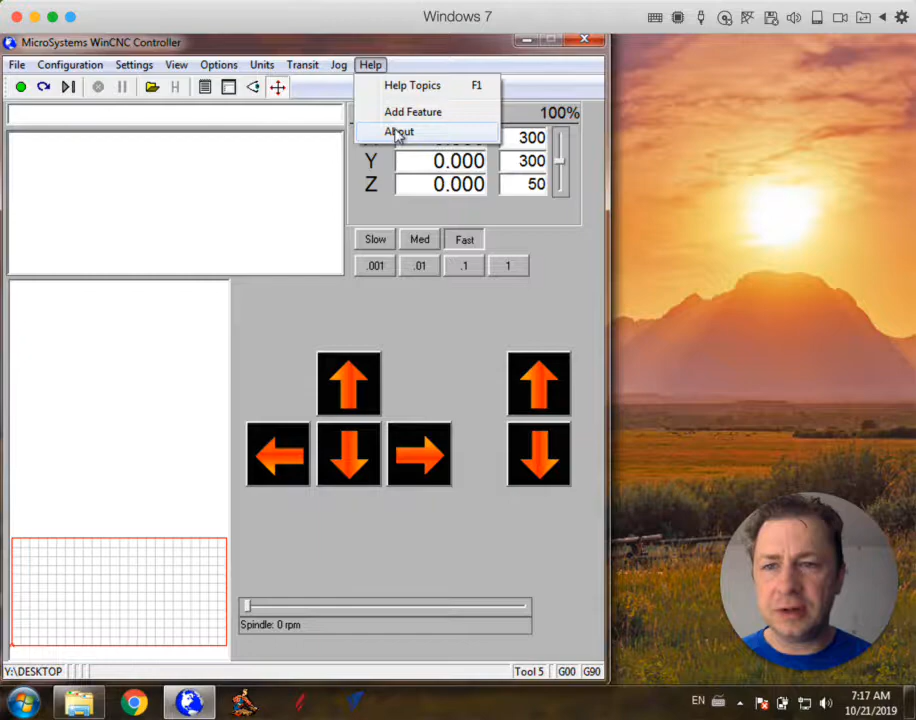 Windows 7
MicroSystems WinCNC Controller
File Configuration Settings View Options Units Transit Jog Help
Help Topics F1
Add Feature
About
100%
300
Y 0.000 300
Z 0.000 50
Slow Med Fast
.001 .01 .1 1
Spindle: 0 rpm
Y:\DESKTOP Tool 5 G00 G90
EN 7:17 AM
10/21/2019